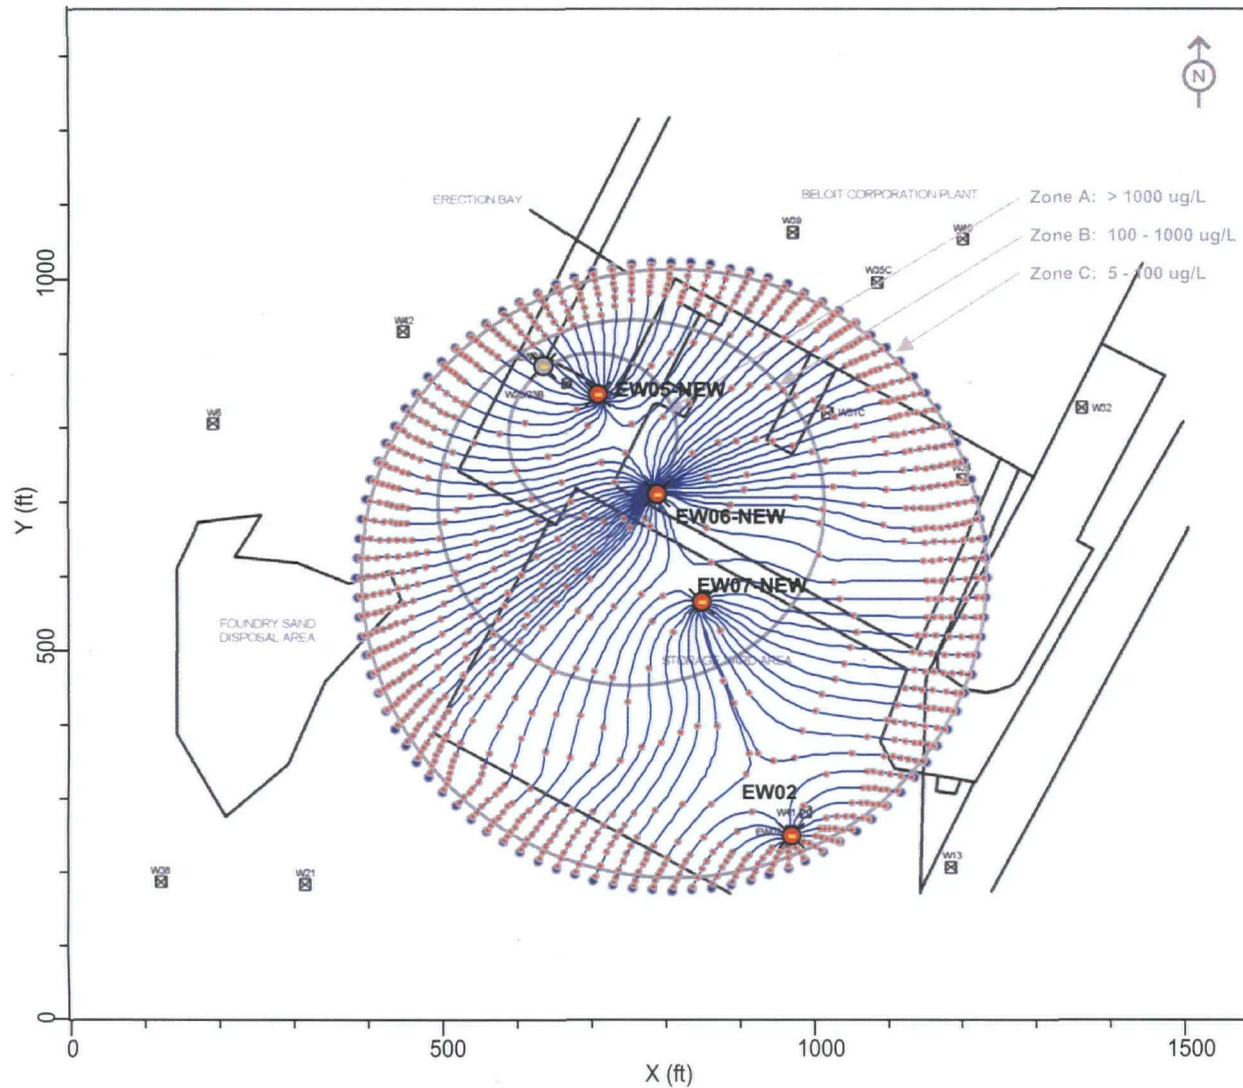 N
ERECTION BAY
BELOIT CORPORATION PLANT
Zone A: > 1000 ug/L
W39
W40
Zone B: 100 - 1000 ug/L
W35C
Zone C: 5 - 100 ug/L
1000
W42
EW05-NEW
W5
W31C
W32
EW06-NEW
EW07-NEW
FOUNDRY SAND
DISPOSAL AREA
500
STORAGE YARD AREA
EW02
W41
W13
W38
W21
0
0
500
1000
1500
X (ft)
Y (ft)